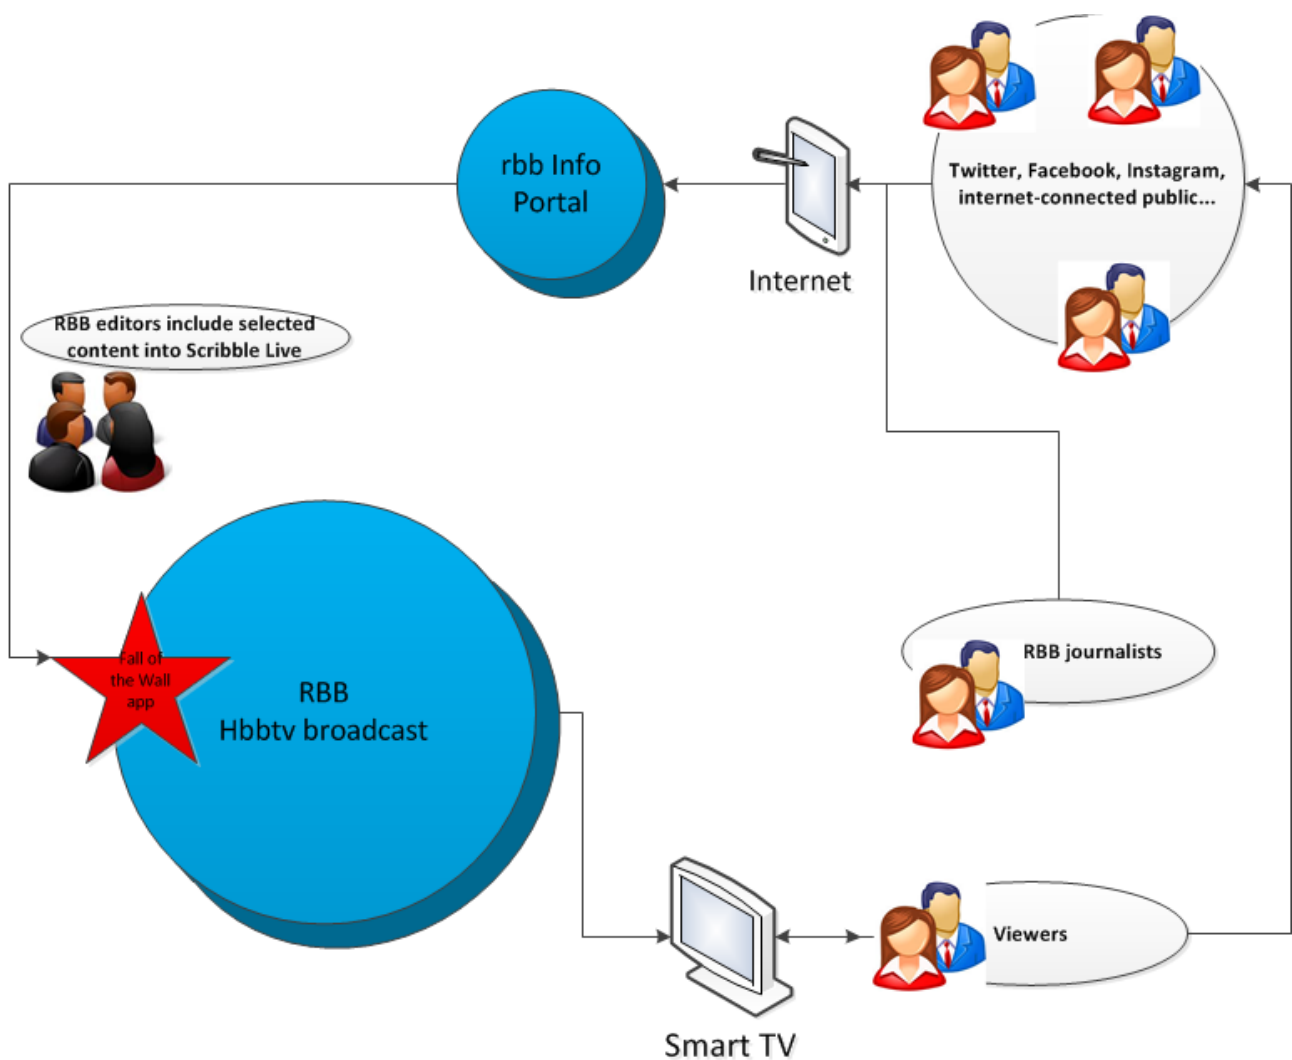 rbb Info
Portal
Twitter, Facebook, Instagram,
internet-connected public...
Internet
RBB editors include selected
content into Scribble Live
Fall of
the Wall
app
RBB
Hbbtv broadcast
RBB journalists
Viewers
Smart TV